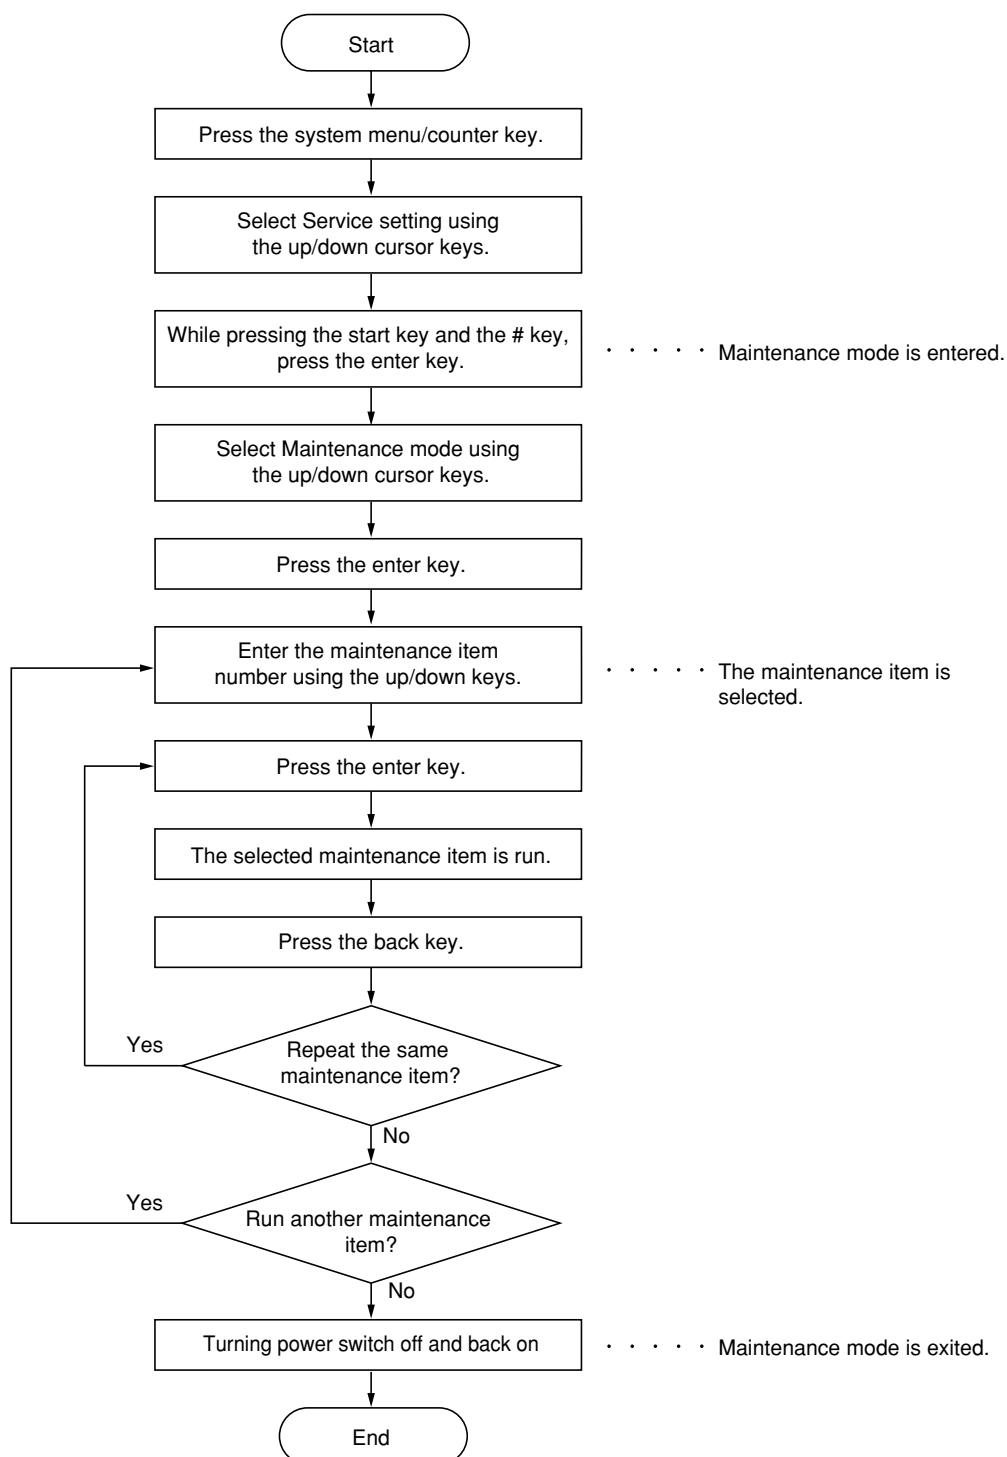 Start
Press the system menu/counter key.
Select Service setting using
the up/down cursor keys.
While pressing the start key and the # key,
press the enter key.
· · · · · Maintenance mode is entered.
Select Maintenance mode using
the up/down cursor keys.
Press the enter key.
Enter the maintenance item
number using the up/down keys.
· · · · · The maintenance item is
selected.
Press the enter key.
The selected maintenance item is run.
Press the back key.
Yes
Repeat the same
maintenance item?
No
Yes
Run another maintenance
item?
No
Turning power switch off and back on
· · · · · Maintenance mode is exited.
End